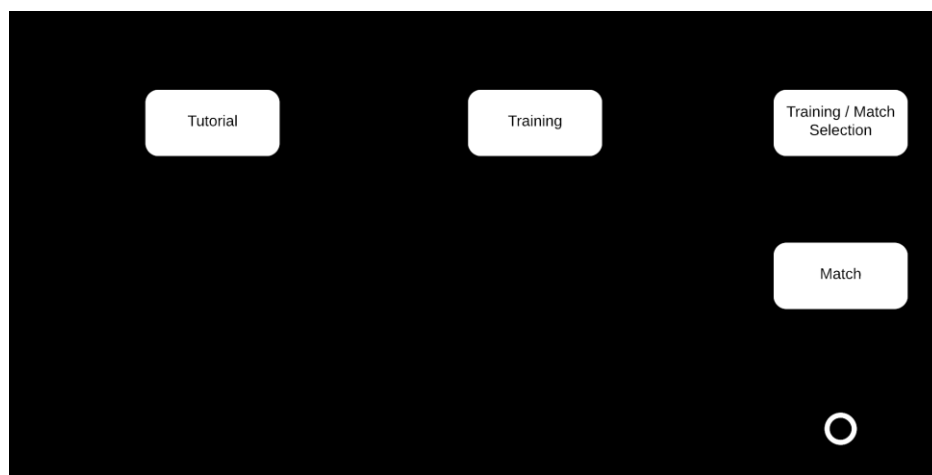 Tutorial
Training
Training / Match
Selection
Match